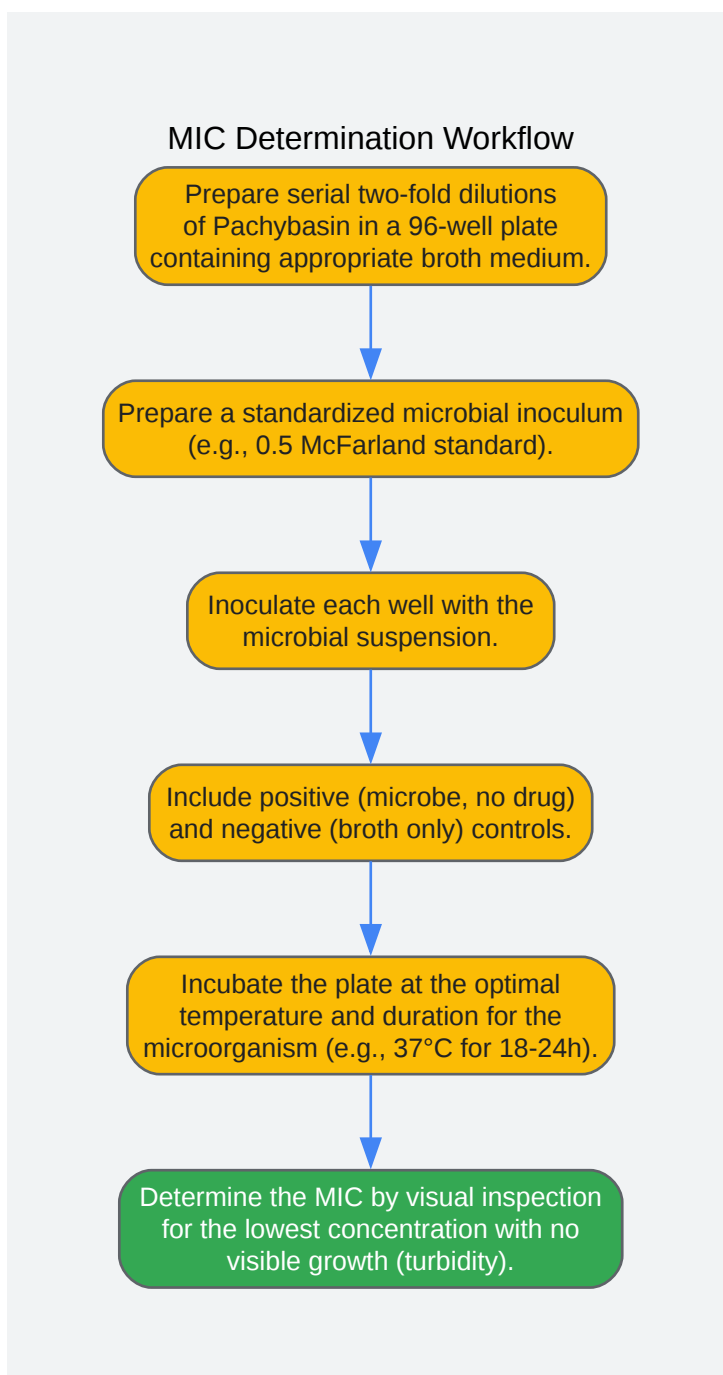 MIC Determination Workflow
Prepare serial two-fold dilutions
of Pachybasin in a 96-well plate
containing appropriate broth medium.
Prepare a standardized microbial inoculum
(e.g., 0.5 McFarland standard).
Inoculate each well with the
microbial suspension.
Include positive (microbe, no drug)
and negative (broth only) controls.
Incubate the plate at the optimal
temperature and duration for the
microorganism (e.g., 37°C for 18-24h).
Determine the MIC by visual inspection
for the lowest concentration with no
visible growth (turbidity).